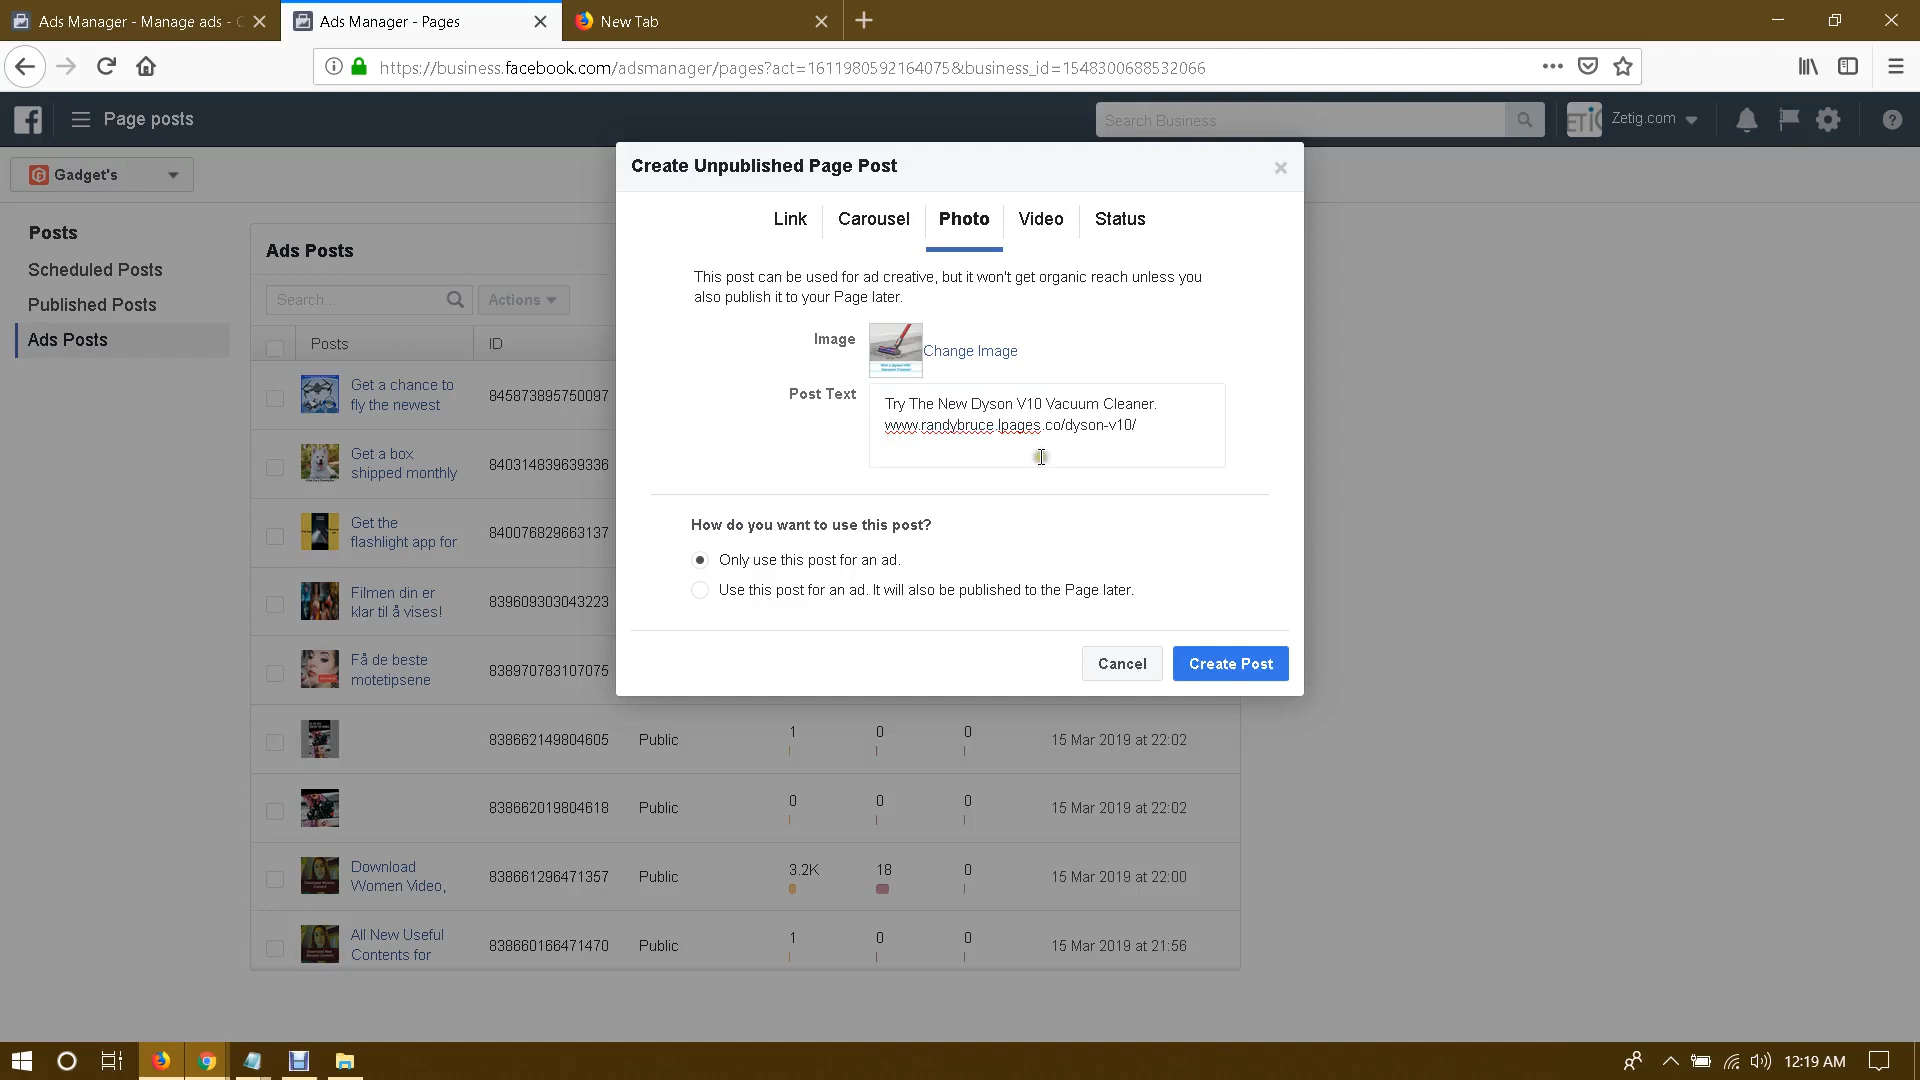 Ads Manager - Manage ads - C
Ads Manager - Pages
New Tab
https://business.facebook.com/adsmanager/pages?act=1611980592164075&business_id=1548300688532066
Page posts
Search Business
Zetig.com
Gadget's
Posts
Scheduled Posts
Published Posts
Ads Posts
Ads Posts
Search...
Actions
Posts
ID
Get a chance to
fly the newest
845873895750097
Get a box
shipped monthly
840314839639336
Get the
flashlight app for
840076829663137
Filmen din er
klar til å vises!
839609303043223
Få de beste
motetipsene
838970783107075
838662149804605
Public
1
0
0
15 Mar 2019 at 22:02
838662019804618
Public
0
0
0
15 Mar 2019 at 22:02
Download
Women Video,
838661296471357
Public
3.2K
18
0
15 Mar 2019 at 22:00
All New Useful
Contents for
838660166471470
Public
1
0
0
15 Mar 2019 at 21:56
Create Unpublished Page Post
Link
Carousel
Photo
Video
Status
This post can be used for ad creative, but it won't get organic reach unless you
also publish it to your Page later.
Image
Change Image
Post Text
Try The New Dyson V10 Vacuum Cleaner.
www.randybruce.lpages.co/dyson-v10/
How do you want to use this post?
Only use this post for an ad.
Use this post for an ad. It will also be published to the Page later.
Cancel
Create Post
12:19 AM